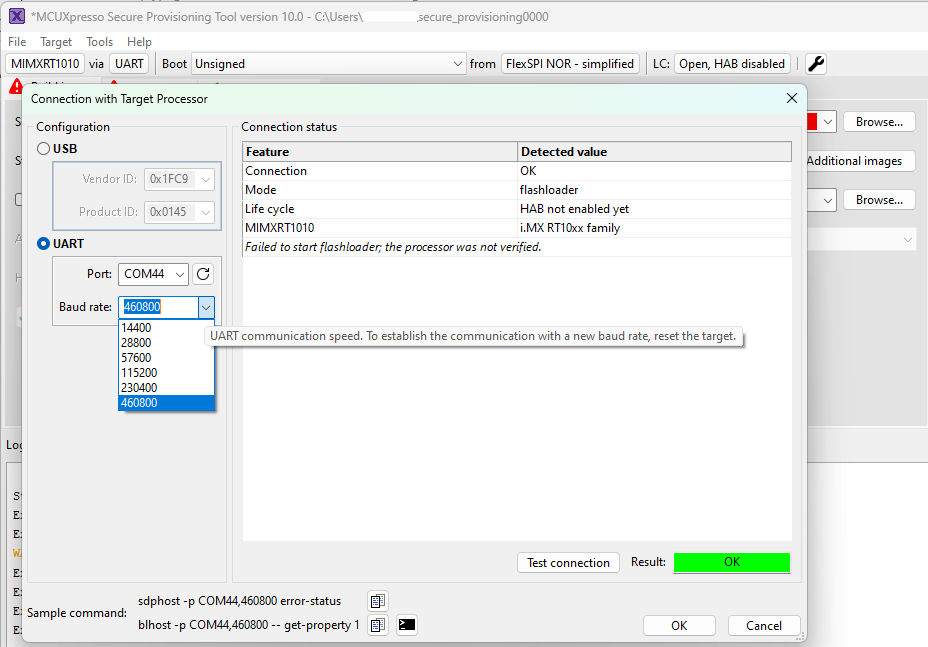 *MCUXpresso Secure Provisioning Tool version 10.0 - C:\Users\ secure_provisioning0000
File Target Tools Help
MIMXRT1010 via UART Boot Unsigned from FlexSPI NOR - simplified LC: Open, HAB disabled
Connection with Target Processor
Configuration
USB
Vendor ID: 0x1FC9
Product ID: 0x0145
UART
Port: COM44
Baud rate: 460800
14400
28800
57600
115200
230400
460800
UART communication speed. To establish the communication with a new baud rate, reset the target.
Connection status
Feature Detected value
Connection OK
Mode flashloader
Life cycle HAB not enabled yet
MIMXRT1010 i.MX RT10xx family
Failed to start flashloader; the processor was not verified.
Test connection Result: OK
Sample command:
sdphost -p COM44,460800 error-status
blhost -p COM44,460800 -- get-property 1
OK Cancel
Browse...
Additional images
Browse...